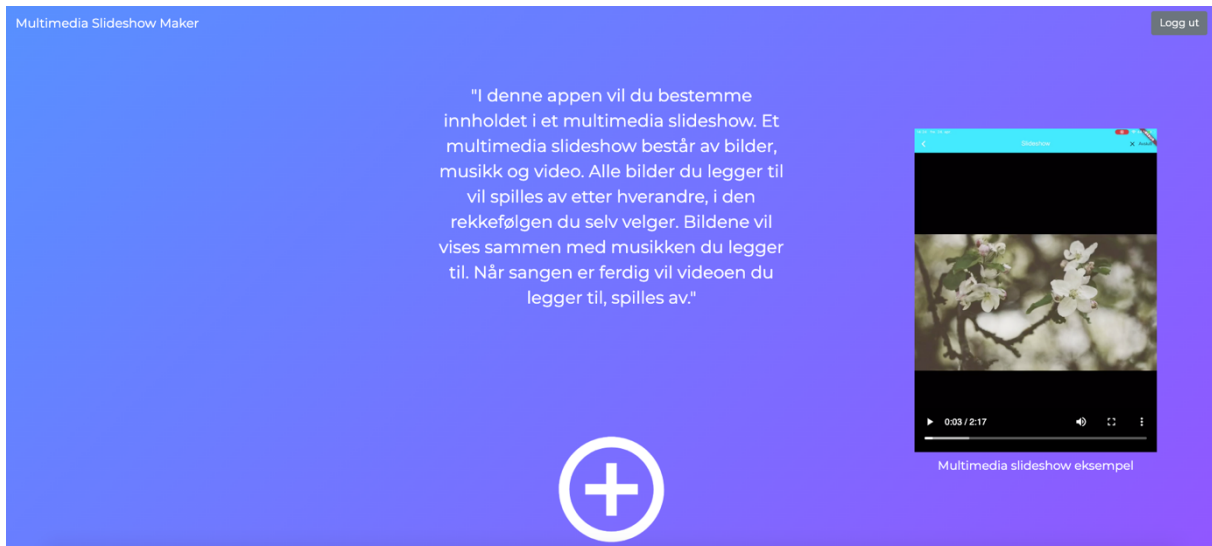 Multimedia Slideshow Maker
Logg ut
"I denne appen vil du bestemme
innholdet i et multimedia slideshow. Et
multimedia slideshow består av bilder,
musikk og video. Alle bilder du legger til
vil spilles av etter hverandre, i den
rekkefølgen du selv velger. Bildene vil
vises sammen med musikken du legger
til. Når sangen er ferdig vil videoen du
legger til, spilles av."
Slideshow
0:03 / 2:17
Multimedia slideshow eksempel